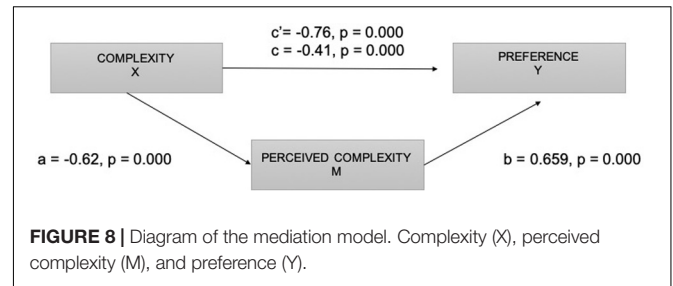 c'= -0.76, p = 0.000
c = -0.41, p = 0.000
COMPLEXITY
X
PREFERENCE
Y
a = -0.62, p = 0.000
PERCEIVED COMPLEXITY
M
b = 0.659, p = 0.000
FIGURE 8 | Diagram of the mediation model. Complexity (X), perceived
complexity (M), and preference (Y).